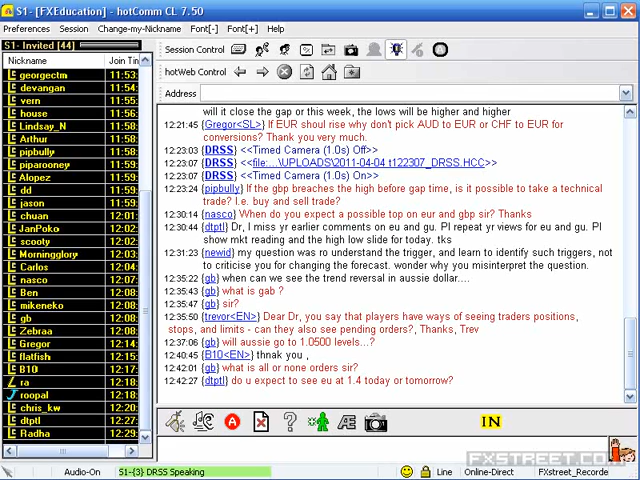 S1- [FXEducation] - hotComm CL 7.50
Preferences Session Change-my-Nickname Font[-] Font[+] Help
S1- Invited [44]
Session Control
Nickname Join Tin
hotWeb Control
Address
georgectm 11:53:
devangan 11:54:
vern 11:55:
house 11:56:
Lindsay_N 11:56:
Arthur 11:56:
pipbully 11:56:
piparooney 11:57:
Alopez 11:57:
dd 11:59:
jason 11:59:
chuan 12:01:
JanPoko 12:01:
scooty 12:02:
Morningglory 12:03:
Carlos 12:04:
nasco 12:07:
Ben 12:07:
mikeneko 12:08:
gb 12:08:
Zebraa 12:08:
Gregor 12:14:
flatfish 12:15:
B10 12:17:
ra 12:18:
roopal 12:18:
chris_kw 12:20:
dtptl 12:27:
Radha 12:29:
will it close the gap or this week, the lows will be higher and higher
12:21:45 {Gregor<SL>} If EUR shoul rise why don't pick AUD to EUR or CHF to EUR for
conversions? Thank you very much.
12:23:03 {DRSS} <<Timed Camera (1.0s) Off>>
12:23:07 {DRSS} <<file:...\UPLOADS\2011-04-04 t122307_DRSS.HCC>>
12:23:07 {DRSS} <<Timed Camera (1.0s) On>>
12:23:24 {pipbully} If the gbp breaches the high before gap time, is it possible to take a technical
trade? I.e. buy and sell trade?
12:30:14 {nasco} When do you expect a possible top on eur and gbp sir? Thanks
12:30:44 {dtptl} Dr, I miss yr earlier comments on eu and gu. Pl repeat yr views for eu and gu. Pl
show mkt reading and the high low slide for today. tks
12:31:23 {newid} my question was ro understand the trigger, and learn to identify such triggers, not
to criticise you for changing the forecast. wonder why you misinterpret the question.
12:35:22 {gb} when can we see the trend reversal in aussie dollar....
12:35:43 {gb} what is gab ?
12:35:47 {gb} sir?
12:35:50 {trevor<EN>} Dear Dr, you say that players have ways of seeing traders positions,
stops, and limits - can they also see pending orders?, Thanks, Trev
12:37:06 {gb} will aussie go to 1.0500 levels...?
12:40:45 {B10<EN>} thnak you ,
12:41:02 {gb} what is all or none orders sir?
12:42:27 {dtptl} do u expect to see eu at 1.4 today or tomorrow?
A ? Æ IN
FXSTREET.COM
Audio-On S1-{3} DRSS Speaking Line Online-Direct FXstreet_Recorde